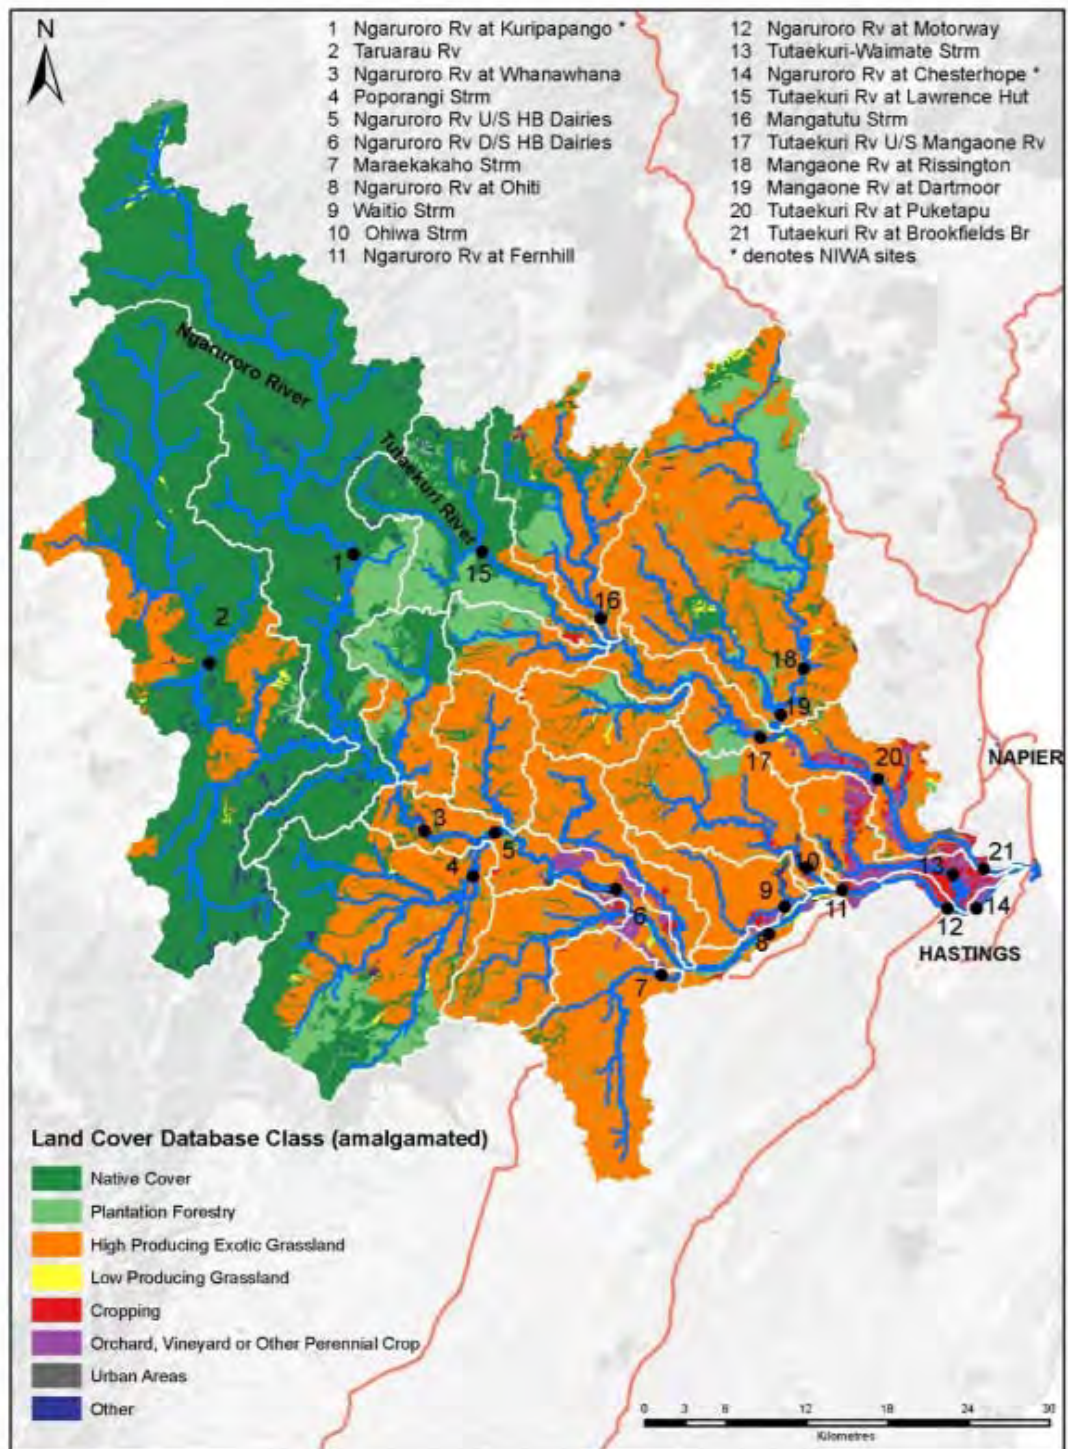 N
1 Ngaruroro Rv at Kuripapango *
2 Taruarau Rv
3 Ngaruroro Rv at Whanawhana
4 Poporangi Strm
5 Ngaruroro Rv U/S HB Dairies
6 Ngaruroro Rv D/S HB Dairies
7 Maraekakaho Strm
8 Ngaruroro Rv at Ohiti
9 Waitio Strm
10 Ohiwa Strm
11 Ngaruroro Rv at Fernhill
12 Ngaruroro Rv at Motorway
13 Tutaekuri-Waimate Strm
14 Ngaruroro Rv at Chesterhope *
15 Tutaekuri Rv at Lawrence Hut
16 Mangatutu Strm
17 Tutaekuri Rv U/S Mangaone Rv
18 Mangaone Rv at Rissington
19 Mangaone Rv at Dartmoor
20 Tutaekuri Rv at Puketapu
21 Tutaekuri Rv at Brookfields Br
* denotes NIWA sites
Ngaruroro River
Tutaekuri River
1
15
2
16
18
19
17
20
NAPIER
3
5
4
10
13
21
9
11
6
12
14
8
HASTINGS
7
Land Cover Database Class (amalgamated)
Native Cover
Plantation Forestry
High Producing Exotic Grassland
Low Producing Grassland
Cropping
Orchard, Vineyard or Other Perennial Crop
Urban Areas
Other
0 3 6 12 18 24 30
Kilometres